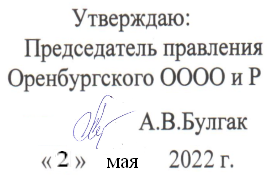 Утверждаю:
Председатель правления
Оренбургского ОООО и Р
А.В.Булгак
« 2 » мая 2022 г.